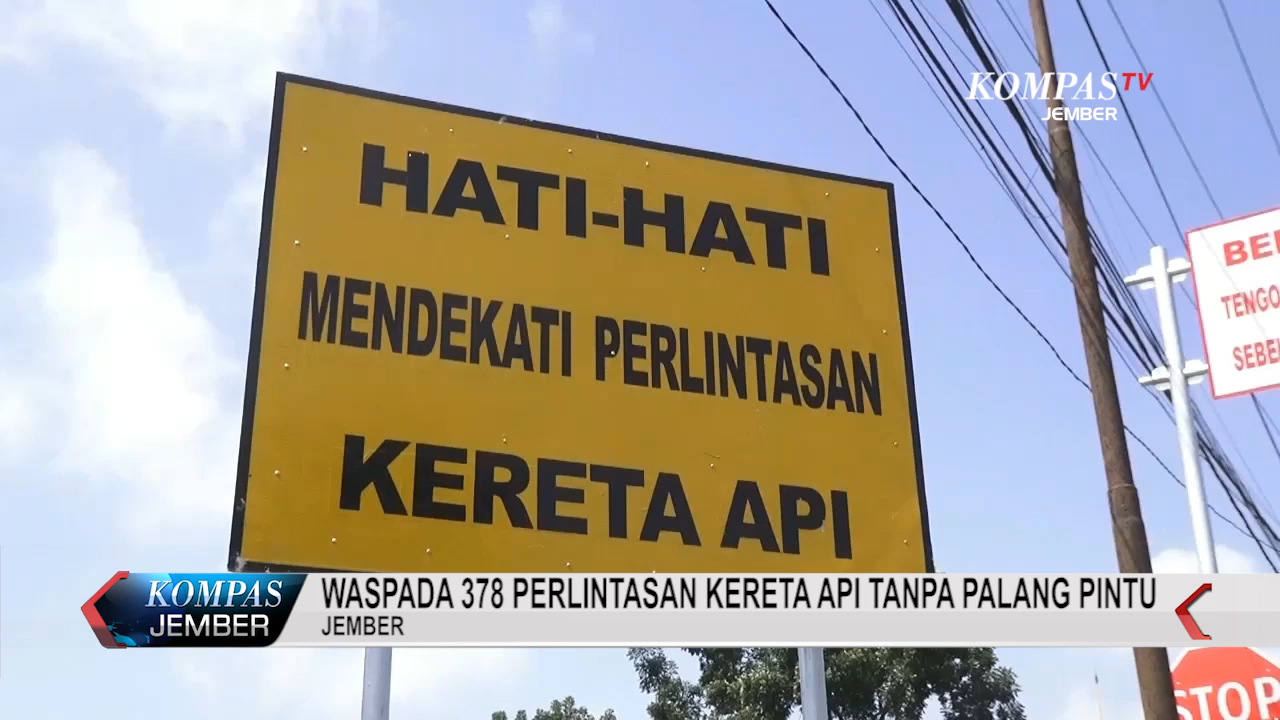 KOMPAS TV
JEMBER
HATI-HATI
MENDEKATI PERLINTASAN
KERETA API
KOMPAS
JEMBER
WASPADA 378 PERLINTASAN KERETA API TANPA PALANG PINTU
JEMBER
STOP